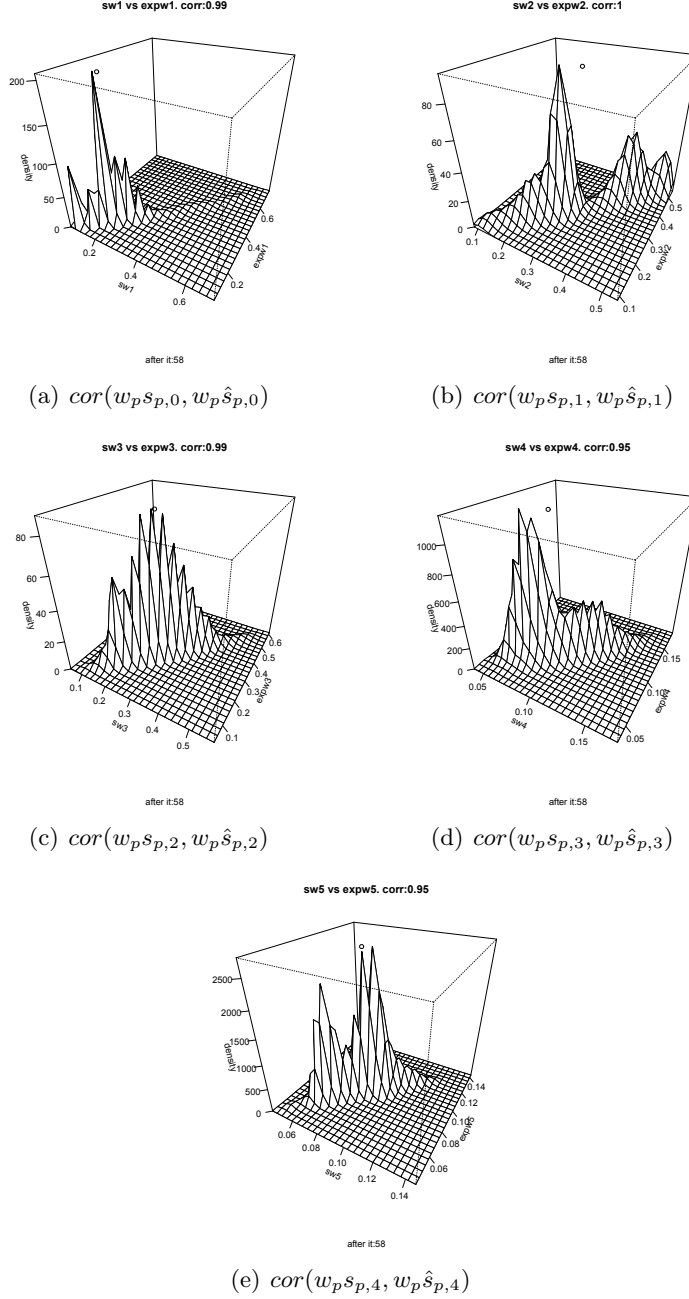 sw1 vs expw1. corr:0.99
200
150
100
50
0
density
0.2
0.4
0.6
sw1
0.2
0.4
0.6
expw1
after it:58
(a) cor(w_p s_{p,0}, w_p ŝ_{p,0})
sw2 vs expw2. corr:1
80
60
40
20
0
density
0.1
0.2
0.3
0.4
0.5
sw2
0.1
0.2
0.3
0.4
0.5
expw2
after it:58
(b) cor(w_p s_{p,1}, w_p ŝ_{p,1})
sw3 vs expw3. corr:0.99
80
60
40
20
0
density
0.1
0.2
0.3
0.4
0.5
sw3
0.1
0.2
0.3
0.4
0.5
0.6
expw3
after it:58
(c) cor(w_p s_{p,2}, w_p ŝ_{p,2})
sw4 vs expw4. corr:0.95
1000
800
600
400
200
0
density
0.05
0.10
0.15
sw4
0.05
0.10
0.15
expw4
after it:58
(d) cor(w_p s_{p,3}, w_p ŝ_{p,3})
sw5 vs expw5. corr:0.95
2500
2000
1500
1000
500
0
density
0.06
0.08
0.10
0.12
0.14
sw5
0.06
0.08
0.10
0.12
0.14
expw5
after it:58
(e) cor(w_p s_{p,4}, w_p ŝ_{p,4})